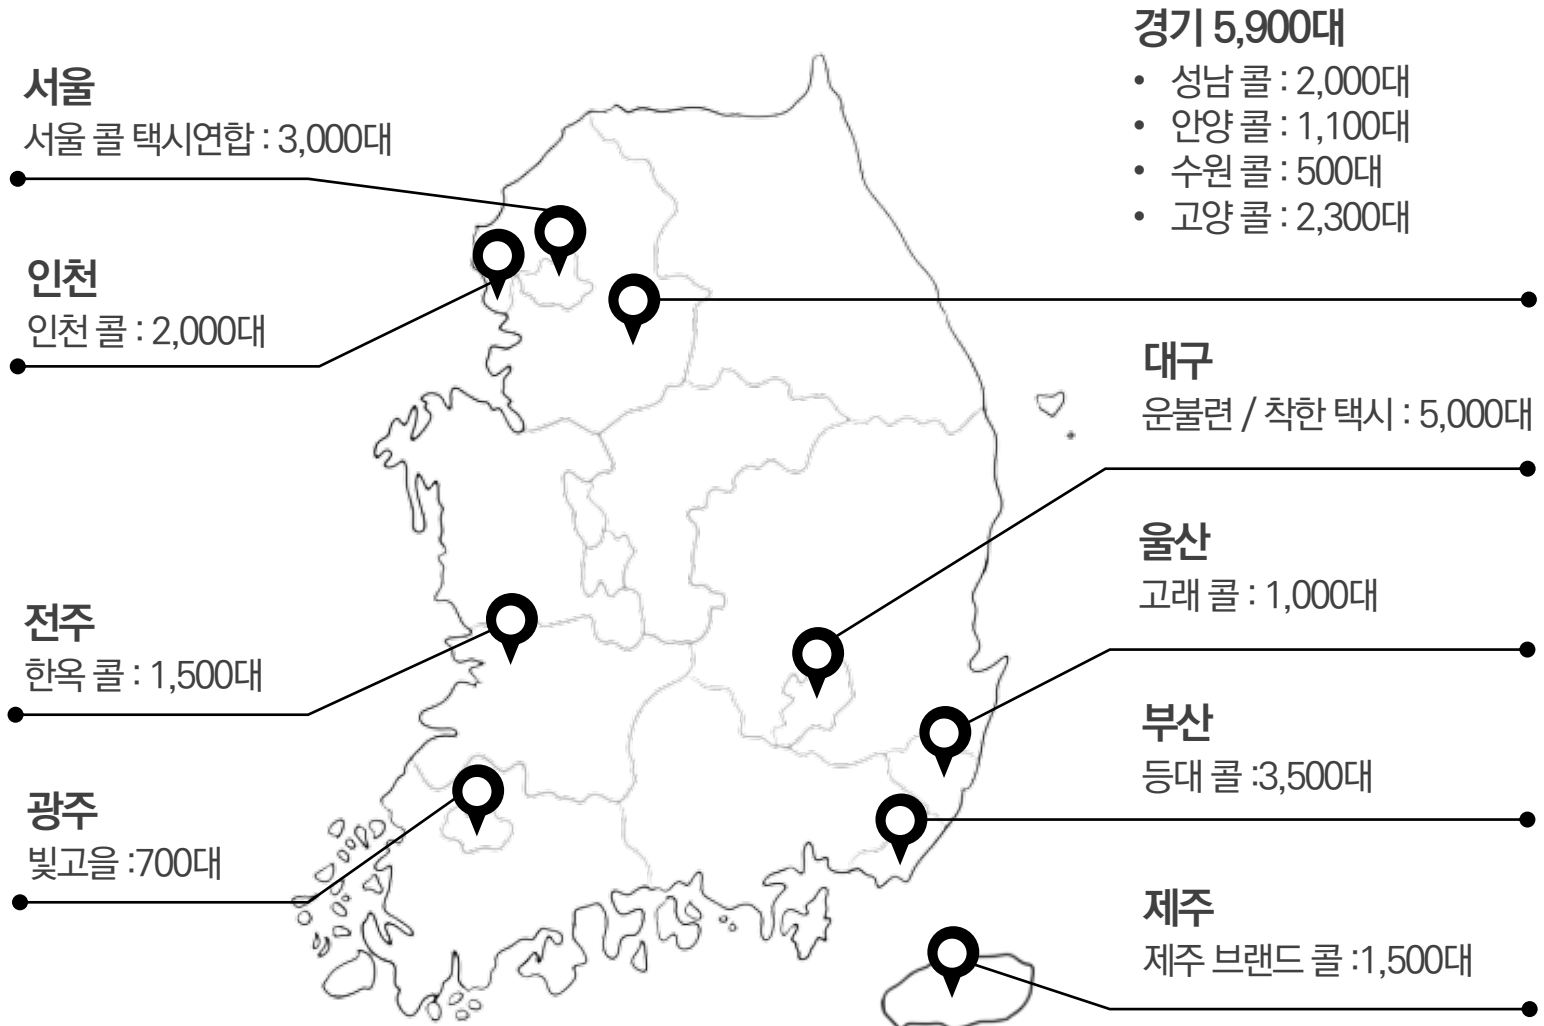 서울
서울 콜 택시연합 : 3,000대
인천
인천 콜 : 2,000대
전주
한옥 콜 : 1,500대
광주
빛고을 :700대
경기 5,900대
• 성남 콜 : 2,000대
• 안양 콜 : 1,100대
• 수원 콜 : 500대
• 고양 콜 : 2,300대
대구
운불련 / 착한 택시 : 5,000대
울산
고래 콜 : 1,000대
부산
등대 콜 :3,500대
제주
제주 브랜드 콜 :1,500대